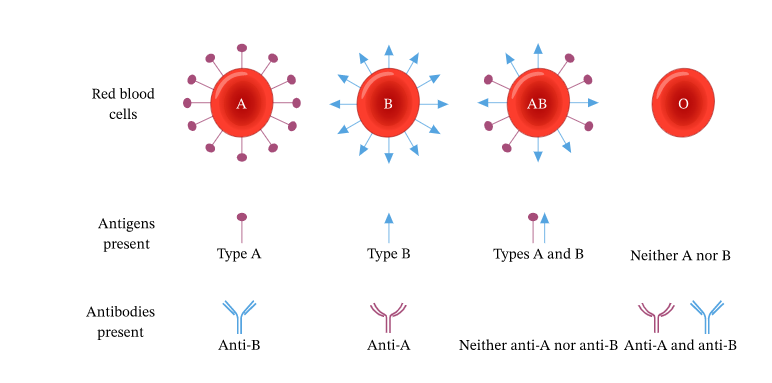 Red blood
cells
A
B
AB
O
Antigens
present
Type A
Type B
Types A and B
Neither A nor B
Antibodies
present
Anti-B
Anti-A
Neither anti-A nor anti-B
Anti-A and anti-B